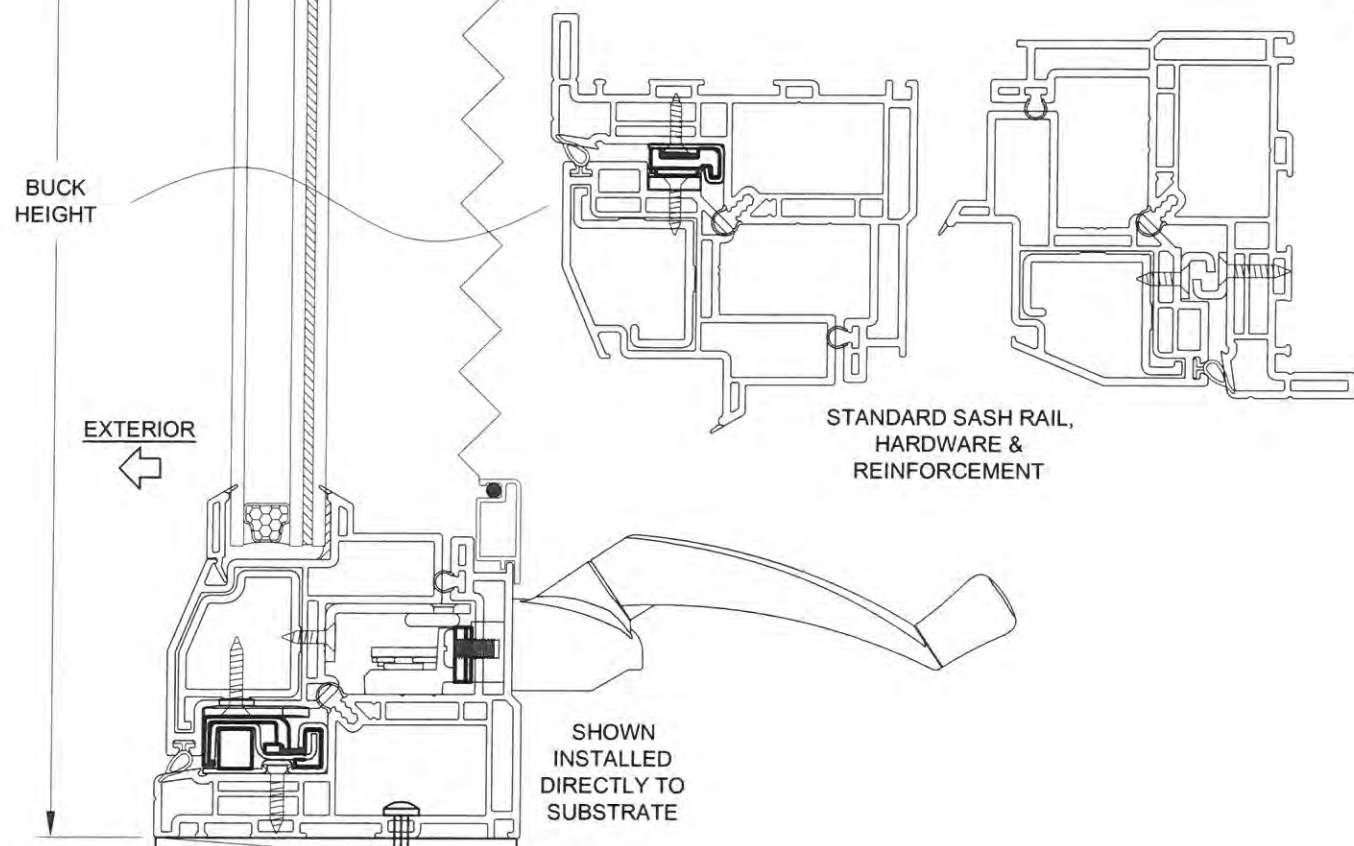 BUCK
HEIGHT
EXTERIOR
STANDARD SASH RAIL,
HARDWARE &
REINFORCEMENT
SHOWN
INSTALLED
DIRECTLY TO
SUBSTRATE